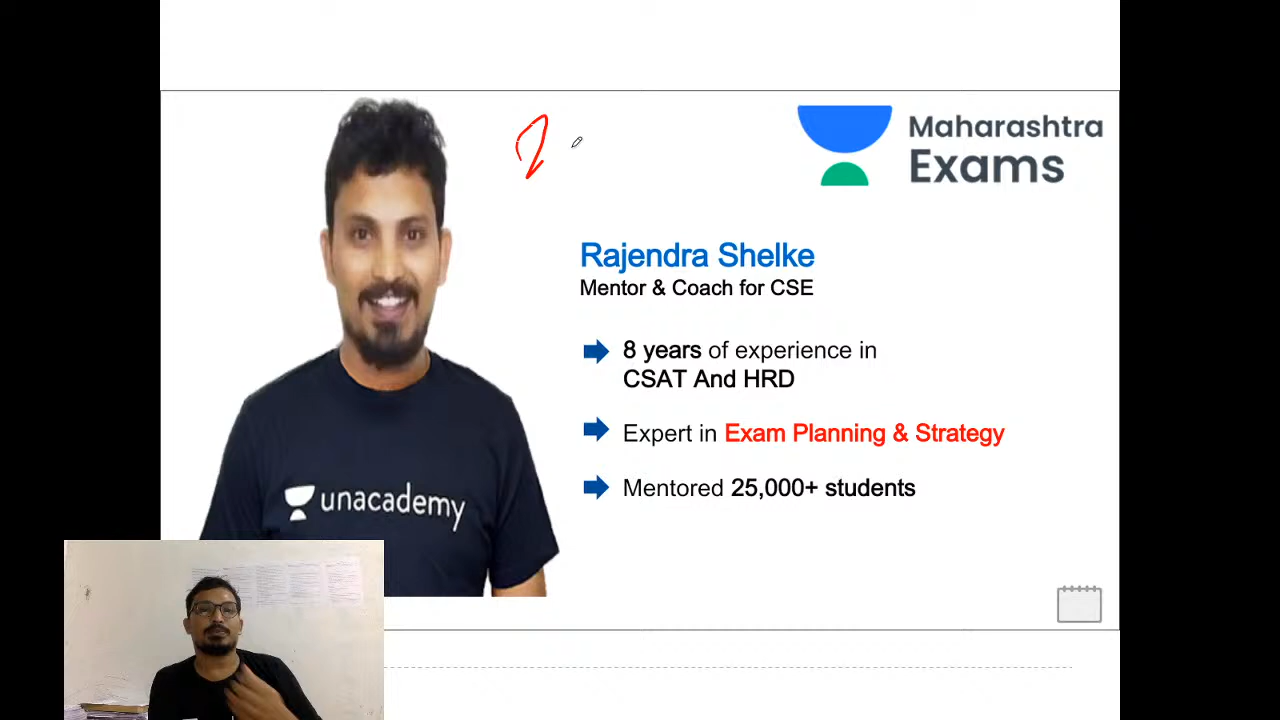 Maharashtra
Exams
Rajendra Shelke
Mentor & Coach for CSE
8 years of experience in
CSAT And HRD
Expert in Exam Planning & Strategy
Mentored 25,000+ students
unacademy